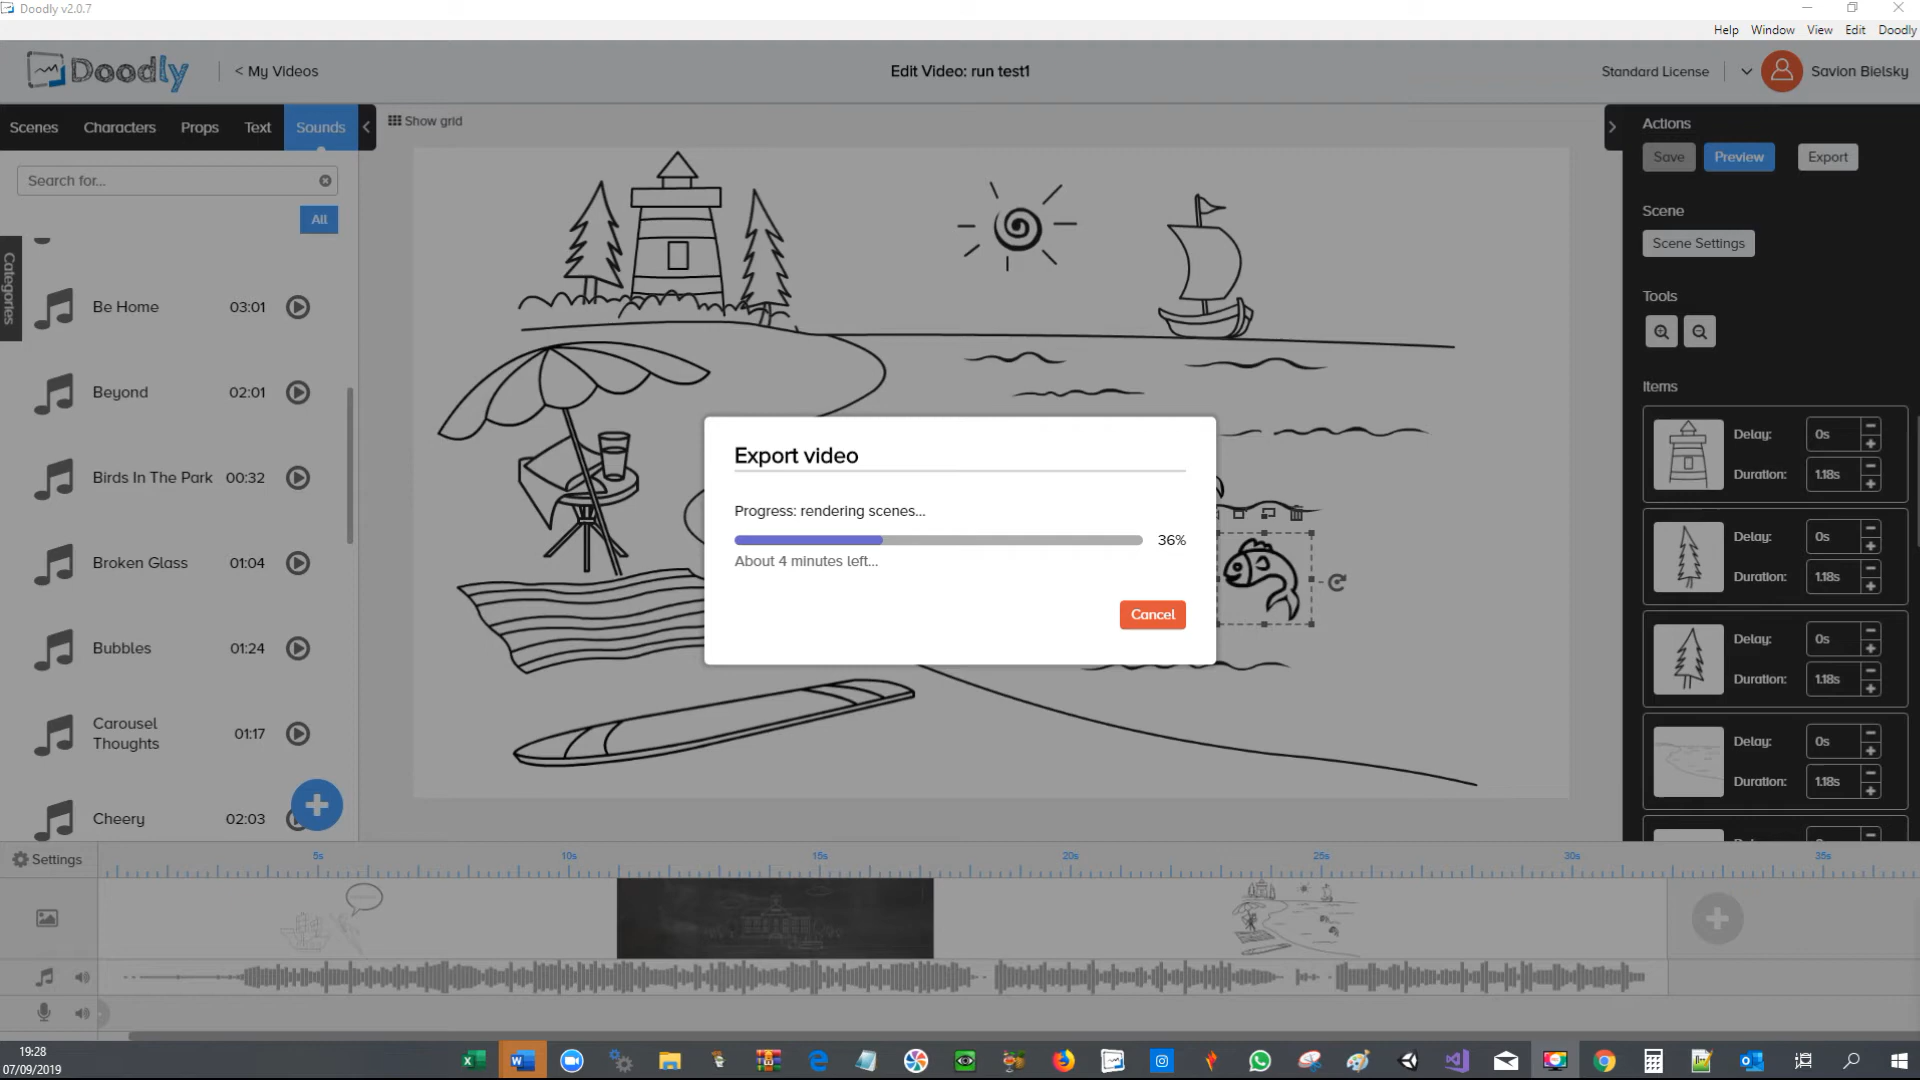 Doodly v2.0.7
Help Window View Edit Doodly
Doodly
< My Videos
Edit Video: run test1
Standard License
Savion Bielsky
Scenes Characters Props Text Sounds
Show grid
Search for...
All
Categories
Be Home 03:01
Beyond 02:01
Birds In The Park 00:32
Broken Glass 01:04
Bubbles 01:24
Carousel
Thoughts
01:17
Cheery 02:03
Export video
Progress: rendering scenes...
36%
About 4 minutes left...
Cancel
Actions
Save Preview Export
Scene
Scene Settings
Tools
Items
Delay: 0s
Duration: 1.18s
Delay: 0s
Duration: 1.18s
Delay: 0s
Duration: 1.18s
Delay: 0s
Duration: 1.18s
Settings
5s 10s 15s 20s 25s 30s 35s
19:28
07/09/2019